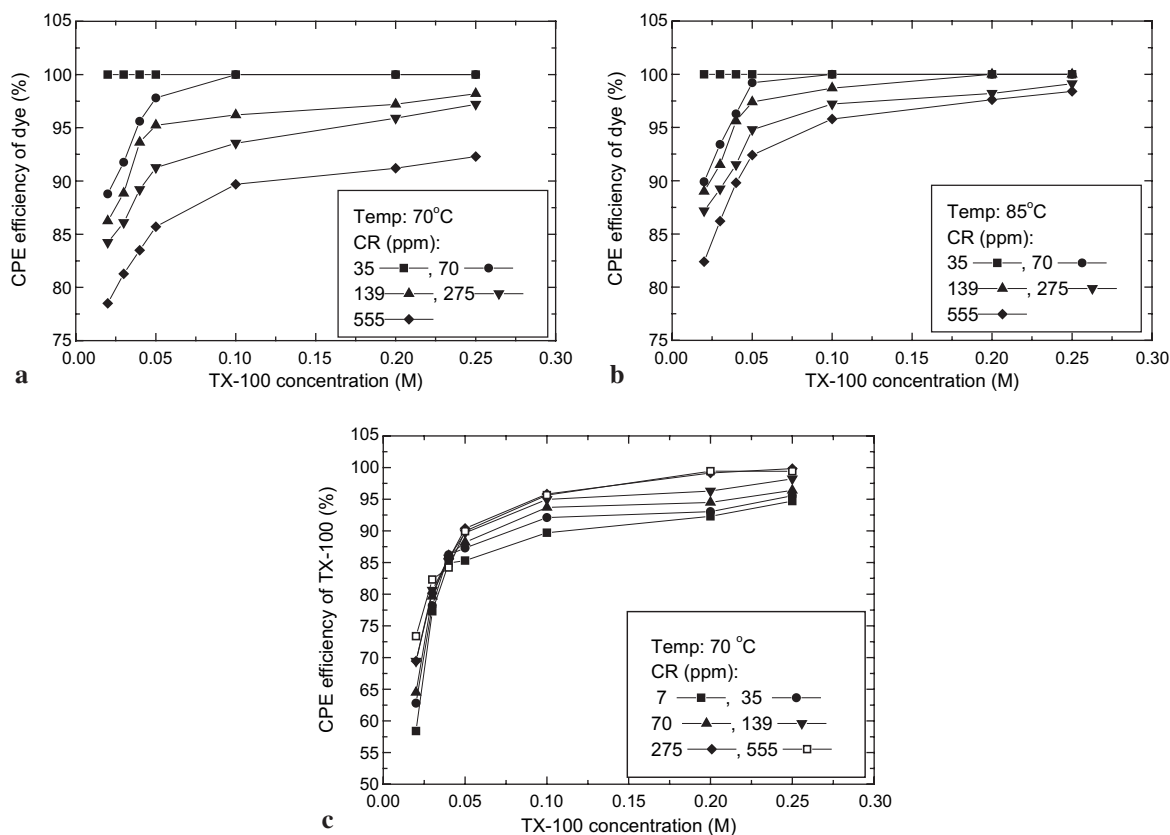 105
100
95
90
85
80
75
0.00 0.05 0.10 0.15 0.20 0.25 0.30
CPE efficiency of dye (%)
TX-100 concentration (M)
Temp: 70°C
CR (ppm):
35 , 70
139 , 275
555
a
105
100
95
90
85
80
75
0.00 0.05 0.10 0.15 0.20 0.25 0.30
CPE efficiency of dye (%)
TX-100 concentration (M)
Temp: 85°C
CR (ppm):
35 , 70
139 , 275
555
b
105
100
95
90
85
80
75
70
65
60
55
50
0.00 0.05 0.10 0.15 0.20 0.25 0.30
CPE efficiency of TX-100 (%)
TX-100 concentration (M)
Temp: 70 °C
CR (ppm):
7 , 35
70 , 139
275 , 555
c